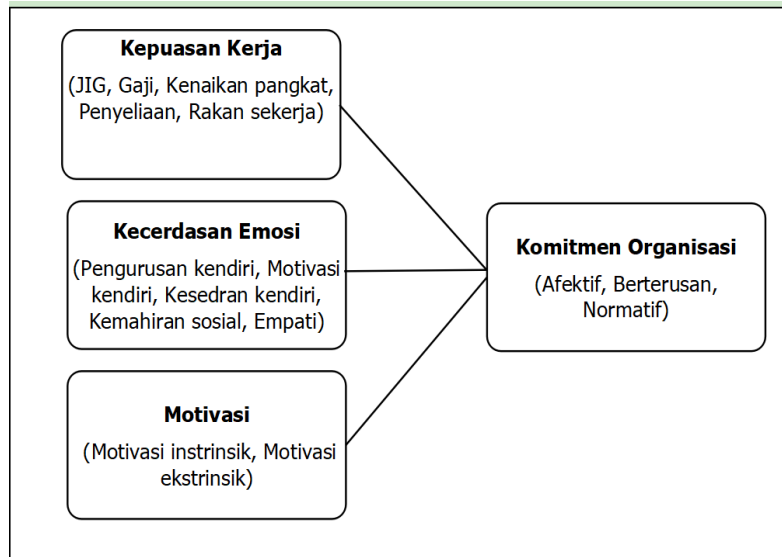 Kepuasan Kerja
(JIG, Gaji, Kenaikan pangkat,
Penyeliaan, Rakan sekerja)
Kecerdasan Emosi
(Pengurusan kendiri, Motivasi
kendiri, Kesedran kendiri,
Kemahiran sosial, Empati)
Motivasi
(Motivasi instrinsik, Motivasi
ekstrinsik)
Komitmen Organisasi
(Afektif, Berterusan,
Normatif)